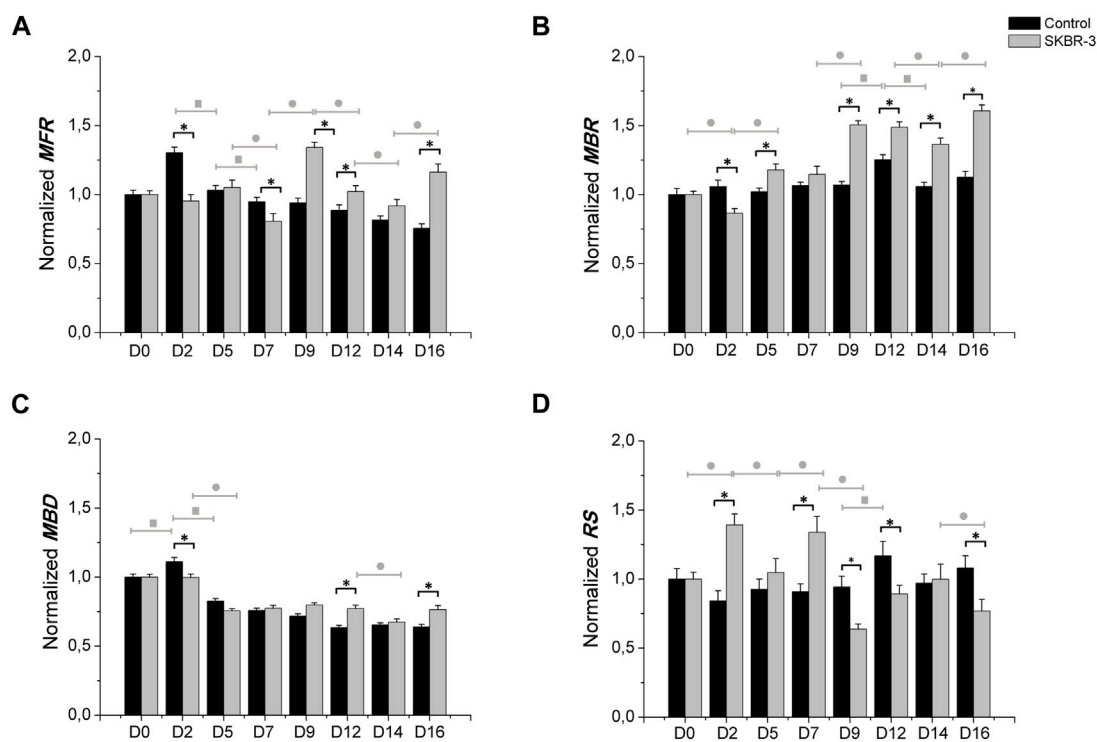 A
B
Control
SKBR-3
Normalized MFR
2,0
1,5
1,0
0,5
0,0
* * * * *
D0 D2 D5 D7 D9 D12 D14 D16
Normalized MBR
2,0
1,5
1,0
0,5
0,0
* * * * * *
D0 D2 D5 D7 D9 D12 D14 D16
C
D
Normalized MBD
2,0
1,5
1,0
0,5
0,0
* * *
D0 D2 D5 D7 D9 D12 D14 D16
Normalized RS
2,0
1,5
1,0
0,5
0,0
* * * * *
D0 D2 D5 D7 D9 D12 D14 D16